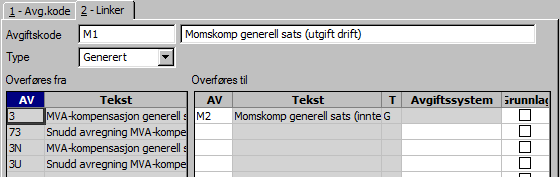 1 - Avg.kode 2 - Linker
Avgiftskode M1 Momskomp generell sats (utgift drift)
Type Generert
Overføres fra Overføres til
AV Tekst AV Tekst T Avgiftssystem Grunnlag
3 MVA-kompensasjon generell s M2 Momskomp generell sats (innte G
73 Snudd avregning MVA-kompe
3N MVA-kompensasjon generell s
3U Snudd avregning MVA-kompe